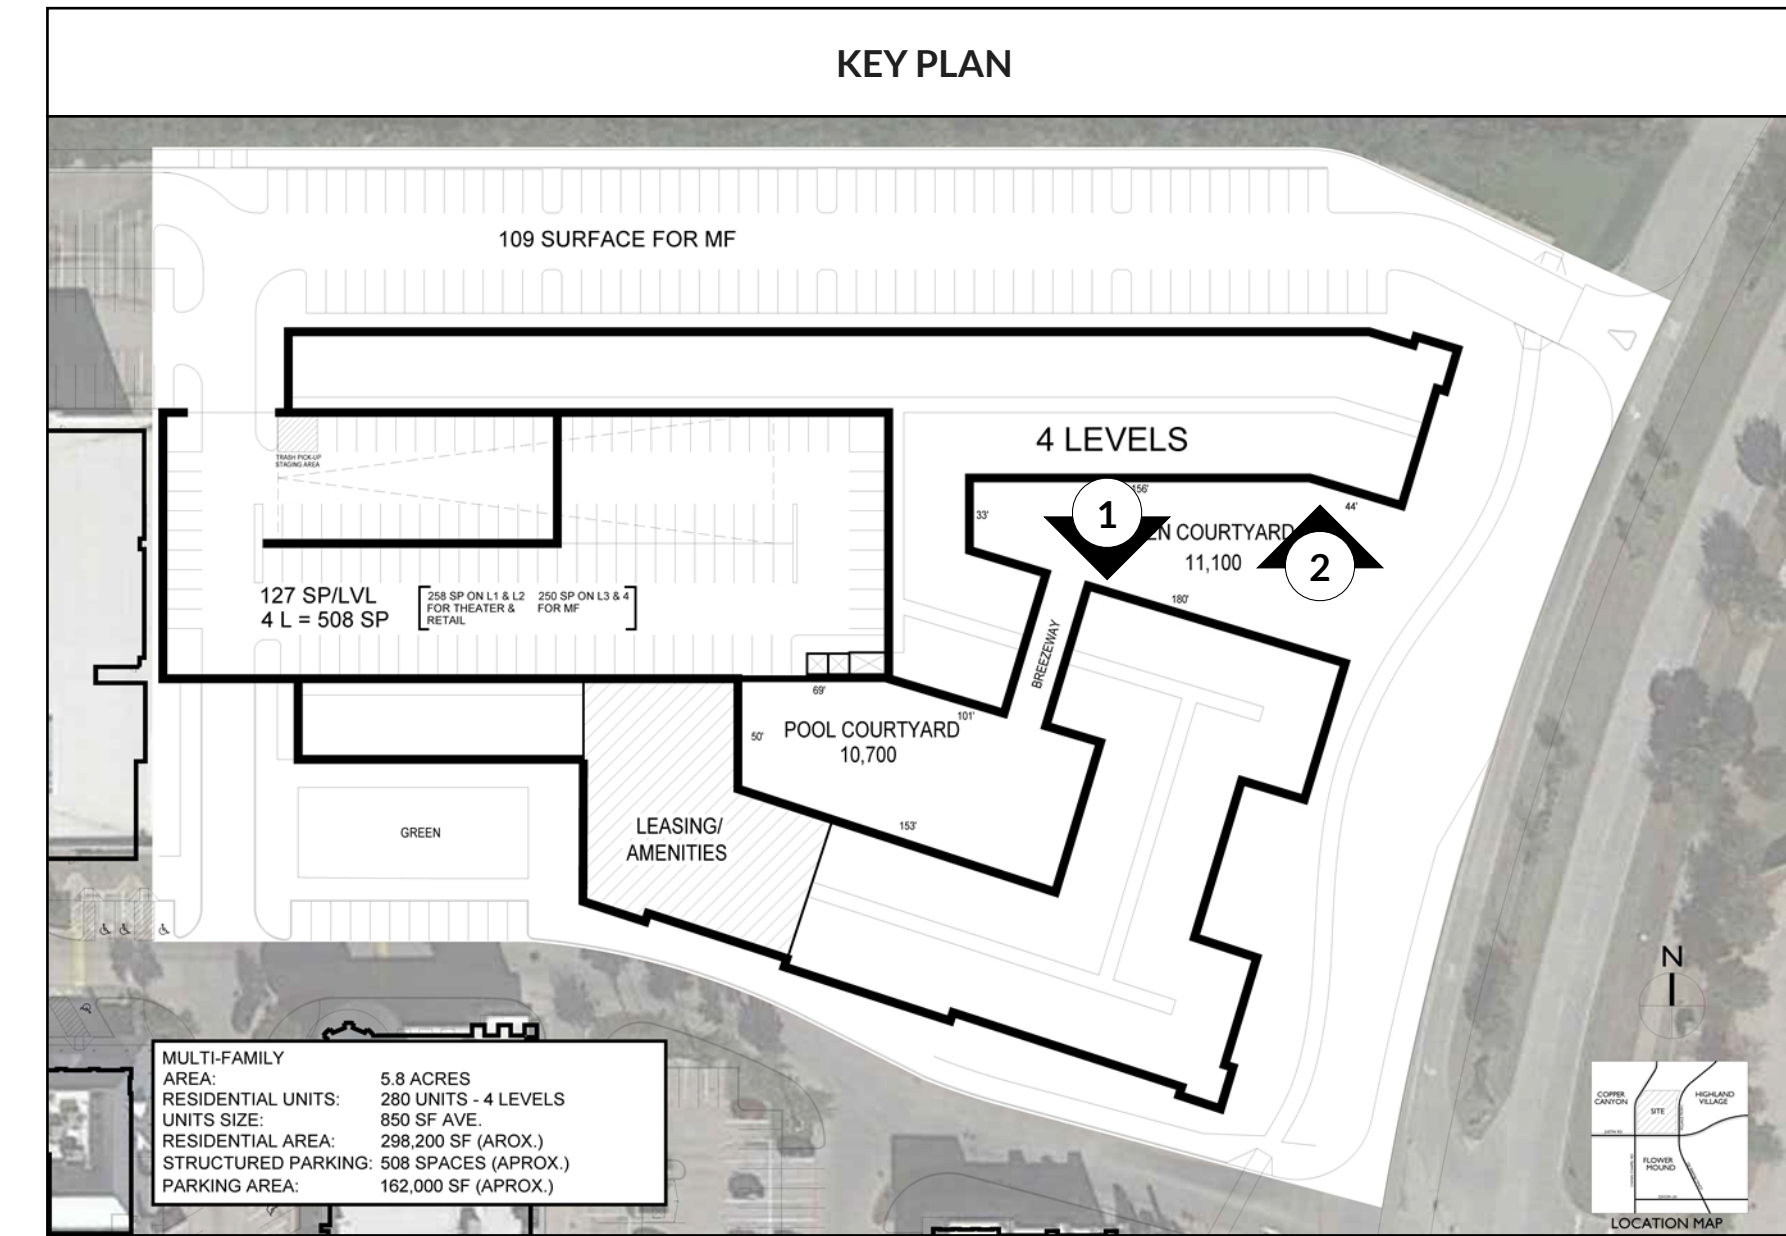 KEY PLAN
109 SURFACE FOR MF
TRASH PICK-UP
STAGING AREA
4 LEVELS
156'
44'
33'
1
EN COURTYARD
11,100
2
180'
127 SP/LVL
4 L = 508 SP
258 SP ON L1 & L2
FOR THEATER &
RETAIL
250 SP ON L3 & 4
FOR MF
BREEZEWAY
69'
101'
50'
POOL COURTYARD
10,700
153'
GREEN
LEASING/
AMENITIES
N
MULTI-FAMILY
AREA: 5.8 ACRES
RESIDENTIAL UNITS: 280 UNITS - 4 LEVELS
UNITS SIZE: 850 SF AVE.
RESIDENTIAL AREA: 298,200 SF (AROX.)
STRUCTURED PARKING: 508 SPACES (APROX.)
PARKING AREA: 162,000 SF (APROX.)
COPPER
CANYON
HIGHLAND
VILLAGE
SITE
FLOWER
MOUND
LOCATION MAP